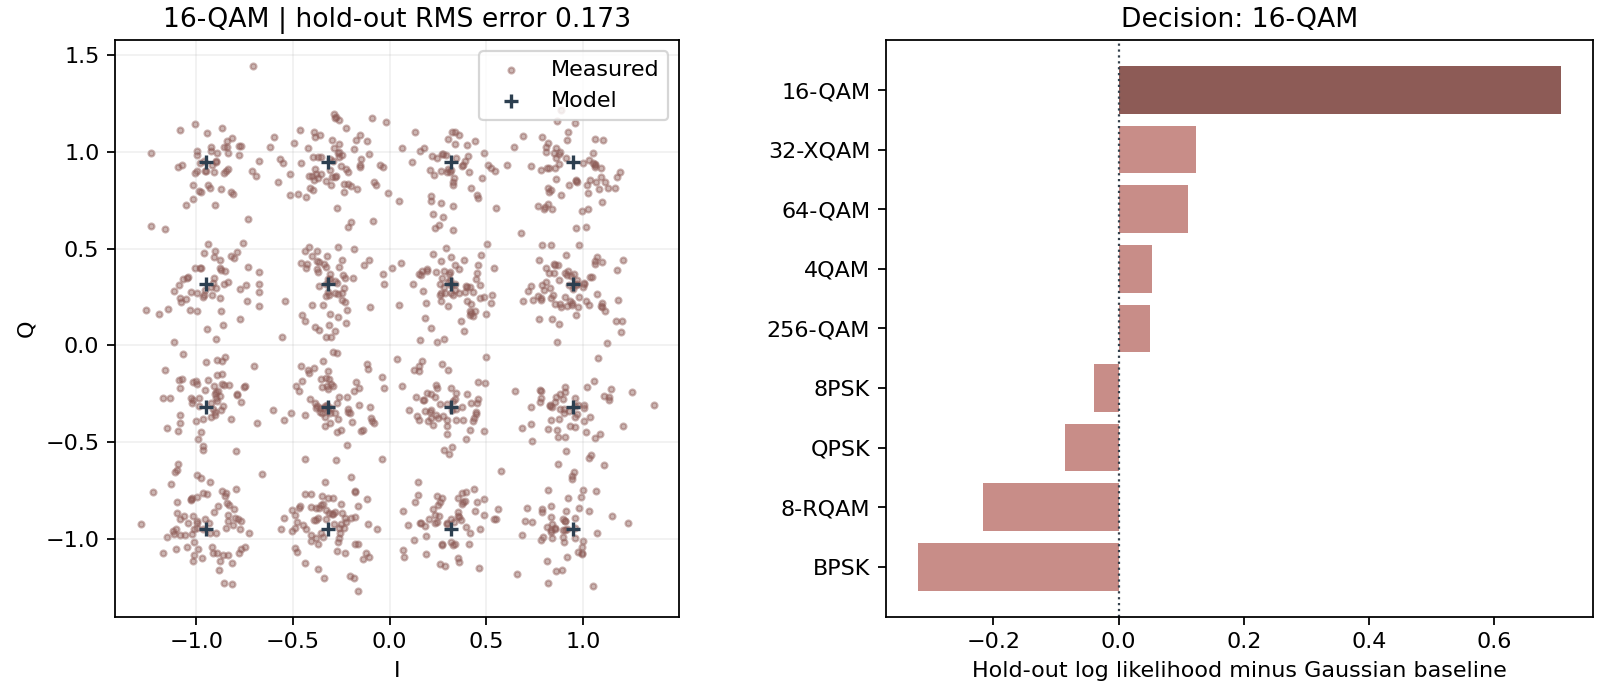 16-QAM | hold-out RMS error 0.173
Measured
Model
1.5
1.0
0.5
0.0
−0.5
−1.0
Q
−1.0
−0.5
0.0
0.5
1.0
I
Decision: 16-QAM
16-QAM
32-XQAM
64-QAM
4QAM
256-QAM
8PSK
QPSK
8-RQAM
BPSK
−0.2
0.0
0.2
0.4
0.6
Hold-out log likelihood minus Gaussian baseline